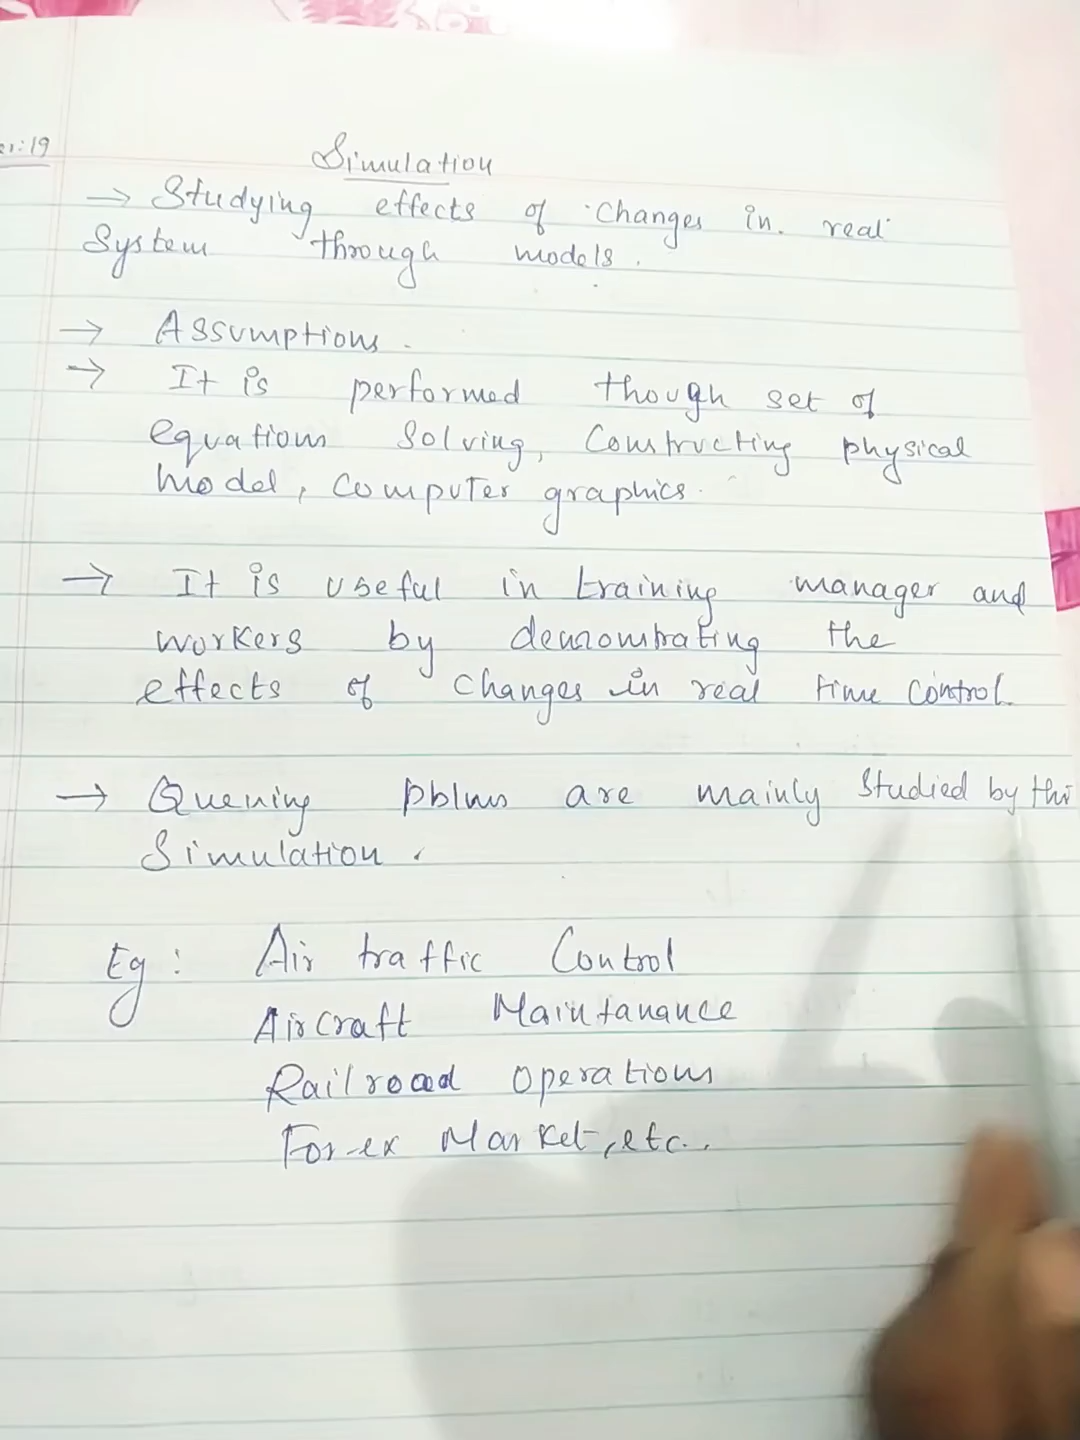 :19
Simulation
→ Studying effects of changes in real
System through models.
→ Assumptions.
→ It is performed though set of
equations solving, Constructing physical
model, computer graphics.
→ It is useful in training manager and
workers by demonstrating the
effects of changes in real time control
→ Queuing pblms are mainly studied by this
Simulation.
Eg: Air traffic Control
Aircraft Maintanance
Railroad operations
Forex Market, etc..